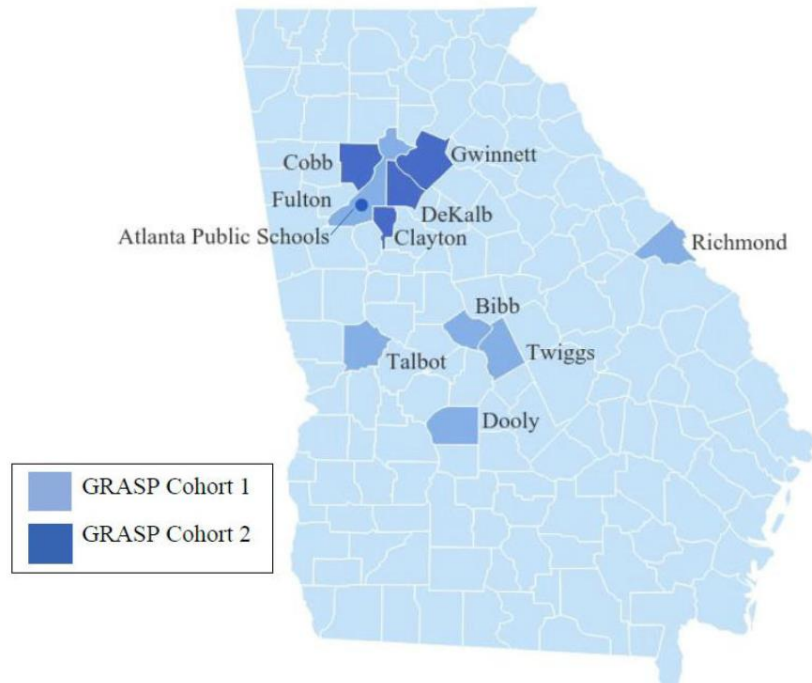 Cobb
Gwinnett
Fulton
DeKalb
Atlanta Public Schools
Clayton
Richmond
Bibb
Talbot
Twiggs
Dooly
GRASP Cohort 1
GRASP Cohort 2